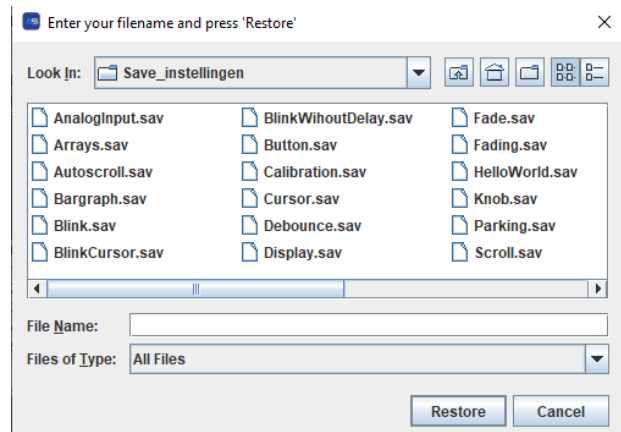 Enter your filename and press 'Restore'
Look In: Save_instellingen
AnalogInput.sav BlinkWihoutDelay.sav Fade.sav
Arrays.sav Button.sav Fading.sav
Autoscroll.sav Calibration.sav HelloWorld.sav
Bargraph.sav Cursor.sav Knob.sav
Blink.sav Debounce.sav Parking.sav
BlinkCursor.sav Display.sav Scroll.sav
File Name:
Files of Type: All Files
Restore Cancel